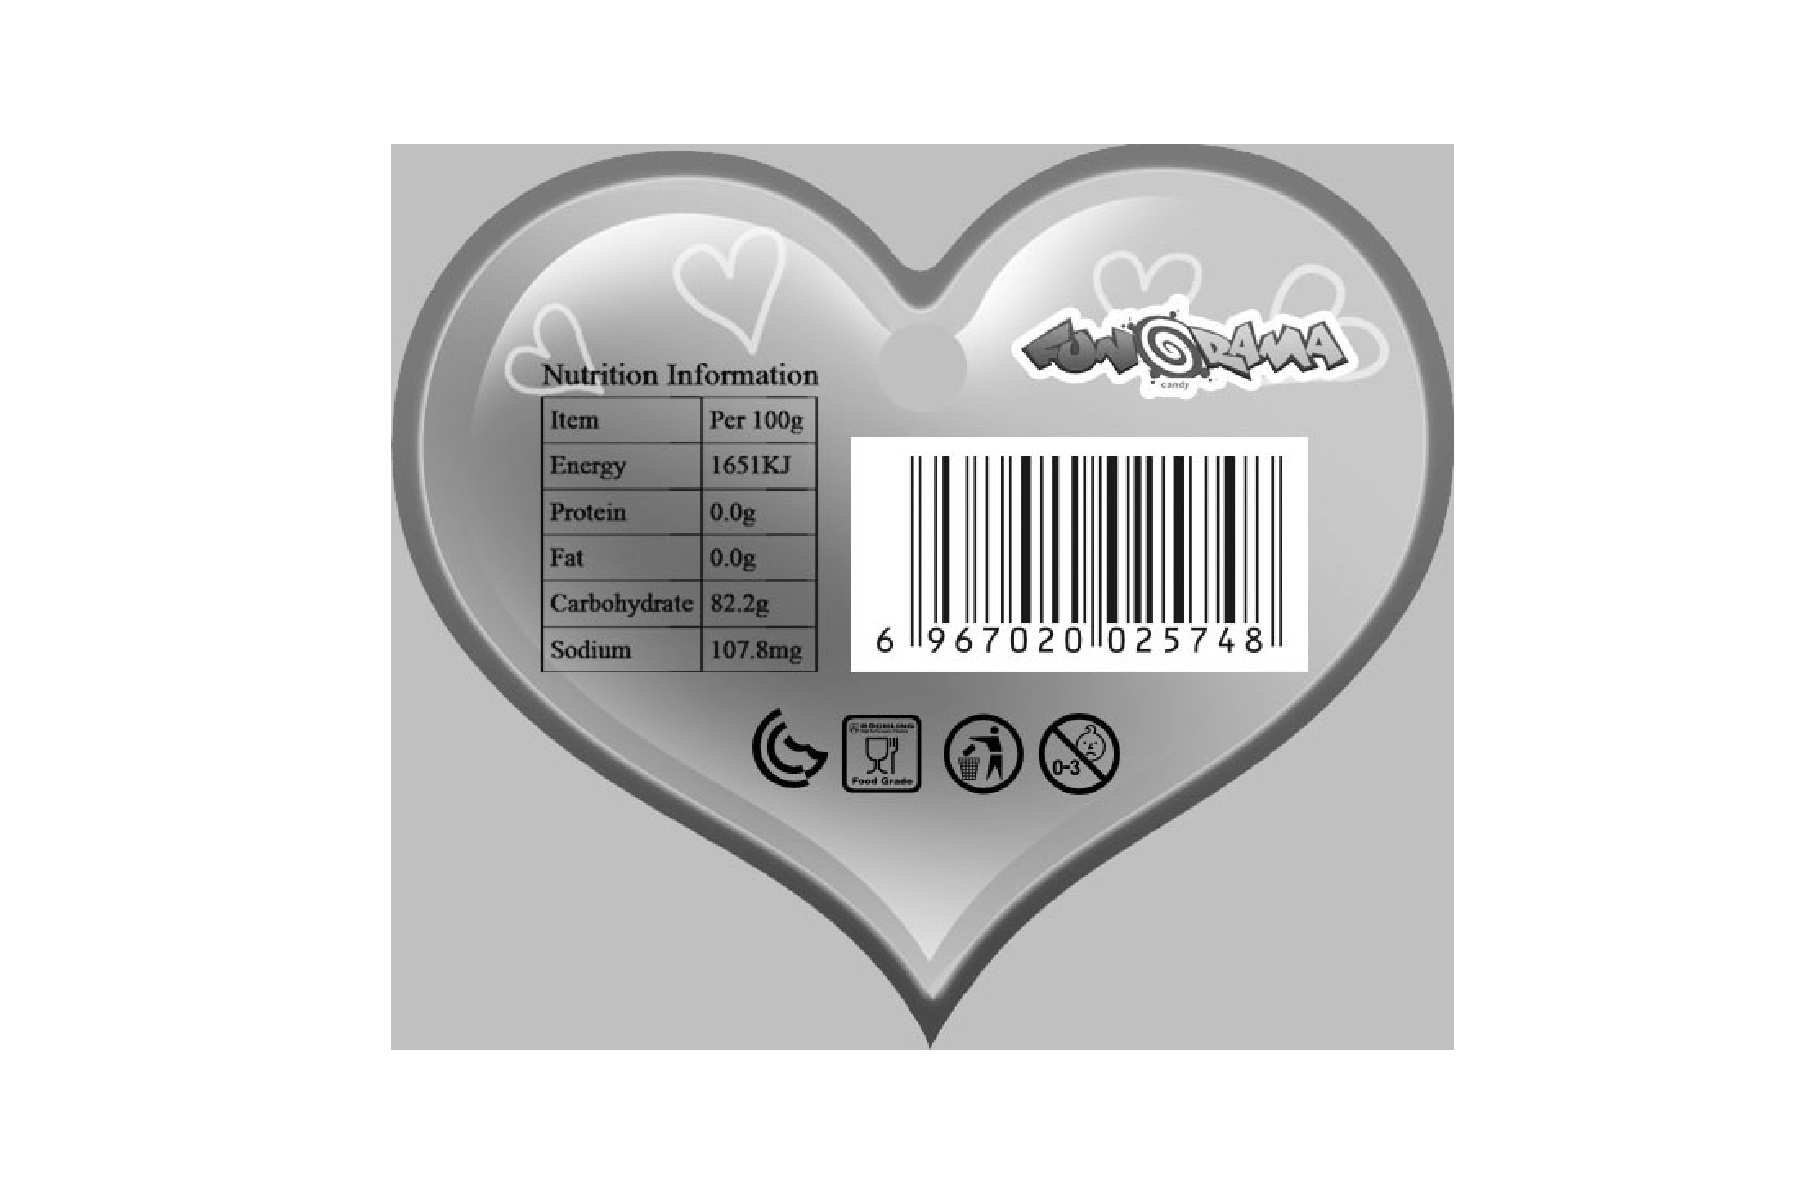 FUNORAMA
candy
Nutrition Information
Item Per 100g
Energy 1651KJ
Protein 0.0g
Fat 0.0g
Carbohydrate 82.2g
Sodium 107.8mg
6 967020 025748
Food Grade
0-3